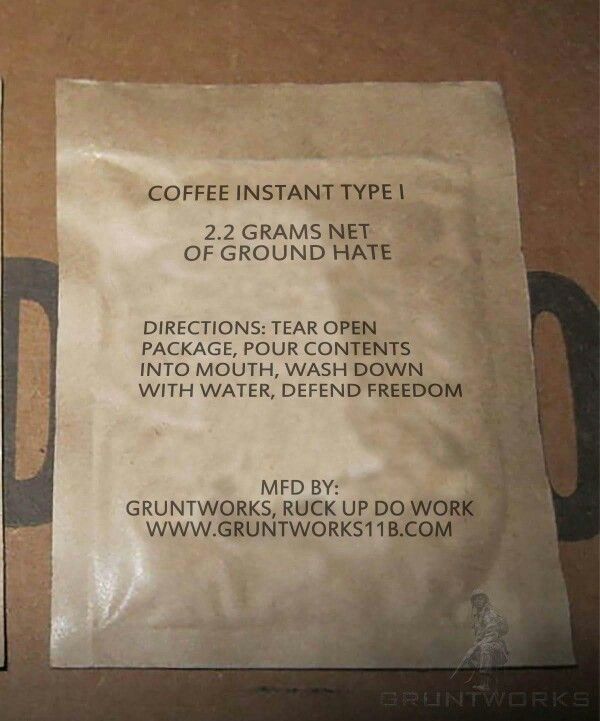 COFFEE INSTANT TYPE I
2.2 GRAMS NET
OF GROUND HATE
DIRECTIONS: TEAR OPEN
PACKAGE, POUR CONTENTS
INTO MOUTH, WASH DOWN
WITH WATER, DEFEND FREEDOM
MFD BY:
GRUNTWORKS, RUCK UP DO WORK
WWW.GRUNTWORKS11B.COM
GRUNTWORKS